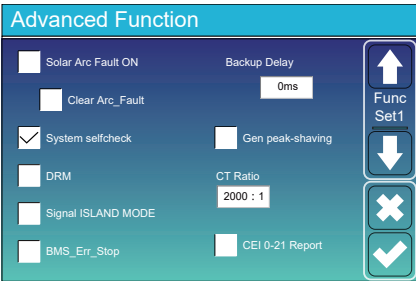 Advanced Function
Solar Arc Fault ON
Clear Arc_Fault
System selfcheck
DRM
Signal ISLAND MODE
BMS_Err_Stop
Backup Delay
0ms
Gen peak-shaving
CT Ratio
2000 : 1
CEI 0-21 Report
Func
Set1